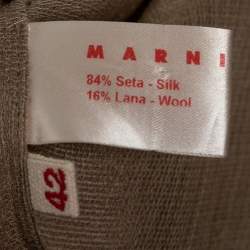 MARNI
84% Seta - Silk
16% Lana - Wool
42